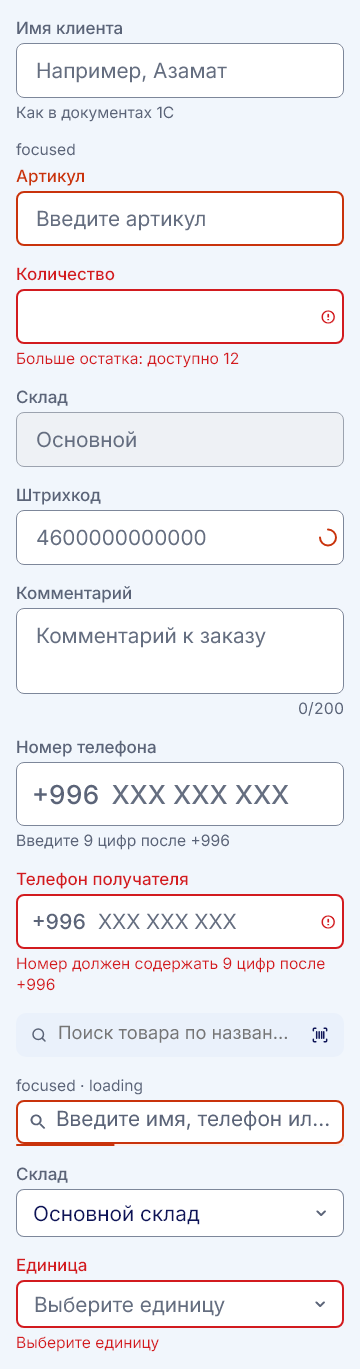 Имя клиента
Например, Азамат
Как в документах 1С
focused
Артикул
Введите артикул
Количество
Больше остатка: доступно 12
Склад
Основной
Штрихкод
4600000000000
Комментарий
Комментарий к заказу
0/200
Номер телефона
+996 XXX XXX XXX
Введите 9 цифр после +996
Телефон получателя
+996 XXX XXX XXX
Номер должен содержать 9 цифр после
+996
Поиск товара по назван...
focused · loading
Введите имя, телефон ил...
Склад
Основной склад
Единица
Выберите единицу
Выберите единицу